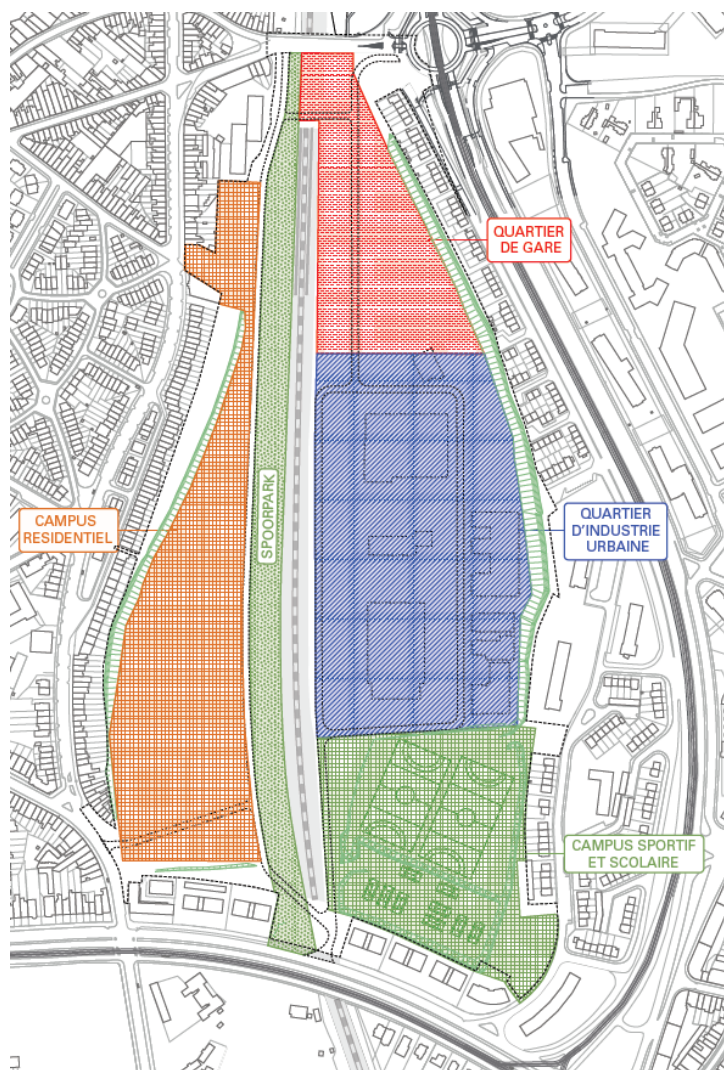 QUARTIER
DE GARE
SPOORPARK
CAMPUS
RESIDENTIEL
QUARTIER
D'INDUSTRIE
URBAINE
CAMPUS SPORTIF
ET SCOLAIRE